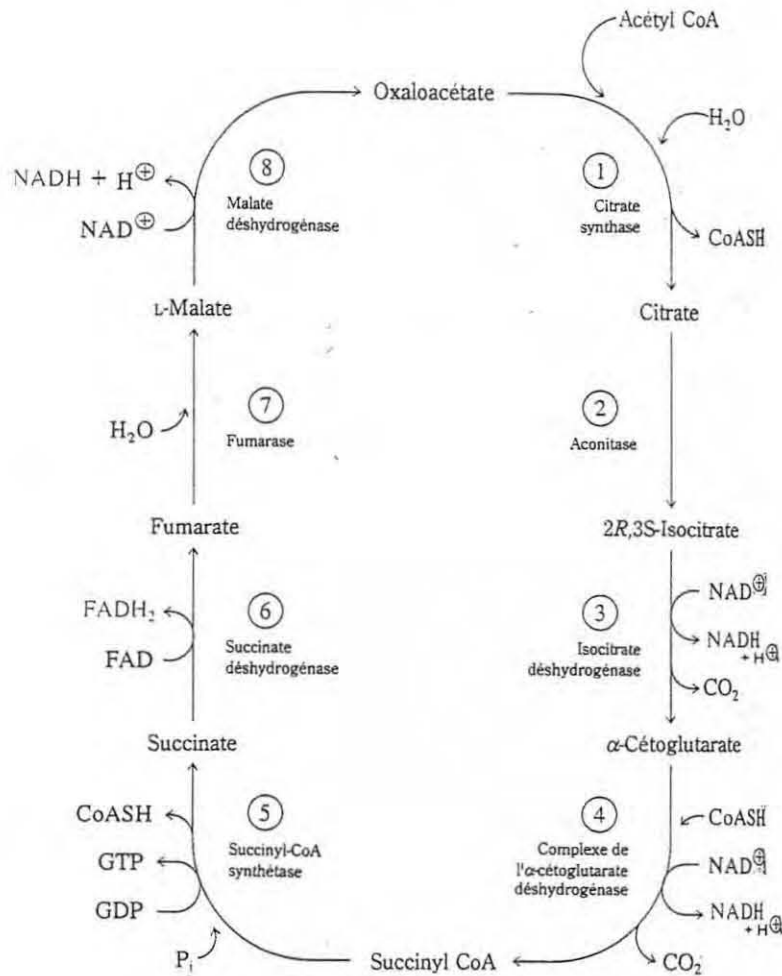 Acétyl CoA
Oxaloacétate
H₂O
NADH + H⊕
NAD⊕
8
Malate
déshydrogénase
1
Citrate
synthase
CoASH
L-Malate
Citrate
H₂O
7
Fumarase
2
Aconitase
Fumarate
2R,3S-Isocitrate
FADH₂
FAD
6
Succinate
déshydrogénase
3
Isocitrate
déshydrogénase
NAD⊕
NADH
+ H⊕
CO₂
Succinate
α-Cétoglutarate
CoASH
GTP
GDP
Pᵢ
5
Succinyl-CoA
synthétase
4
Complexe de
l'α-cétoglutarate
déshydrogénase
CoASH
NAD⊕
NADH
+ H⊕
CO₂
Succinyl CoA